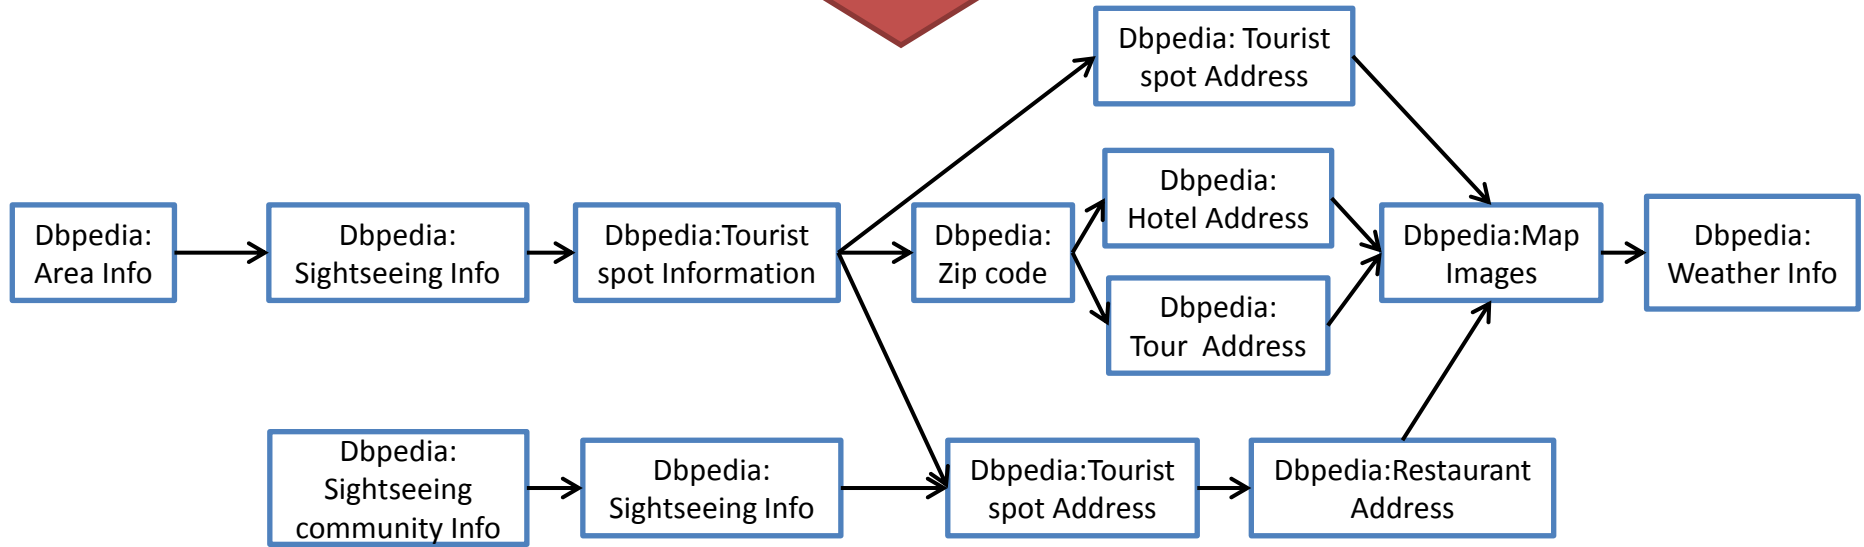 Dbpedia: Tourist
spot Address
Dbpedia:
Hotel Address
Dbpedia:
Area Info
Dbpedia:
Sightseeing Info
Dbpedia:Tourist
spot Information
Dbpedia:
Zip code
Dbpedia:Map
Images
Dbpedia:
Weather Info
Dbpedia:
Tour  Address
Dbpedia:
Sightseeing
community Info
Dbpedia:
Sightseeing Info
Dbpedia:Tourist
spot Address
Dbpedia:Restaurant
Address